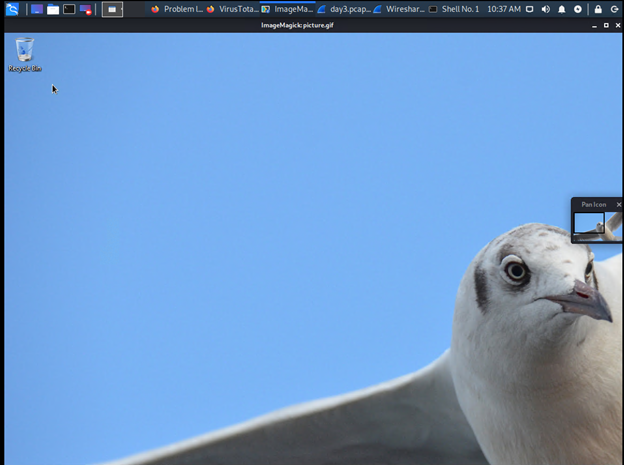 Problem l...
VirusTota...
ImageMa...
day3.pcap...
Wireshar...
Shell No. 1
10:37 AM
ImageMagick: picture.gif
Recycle Bin
Pan Icon